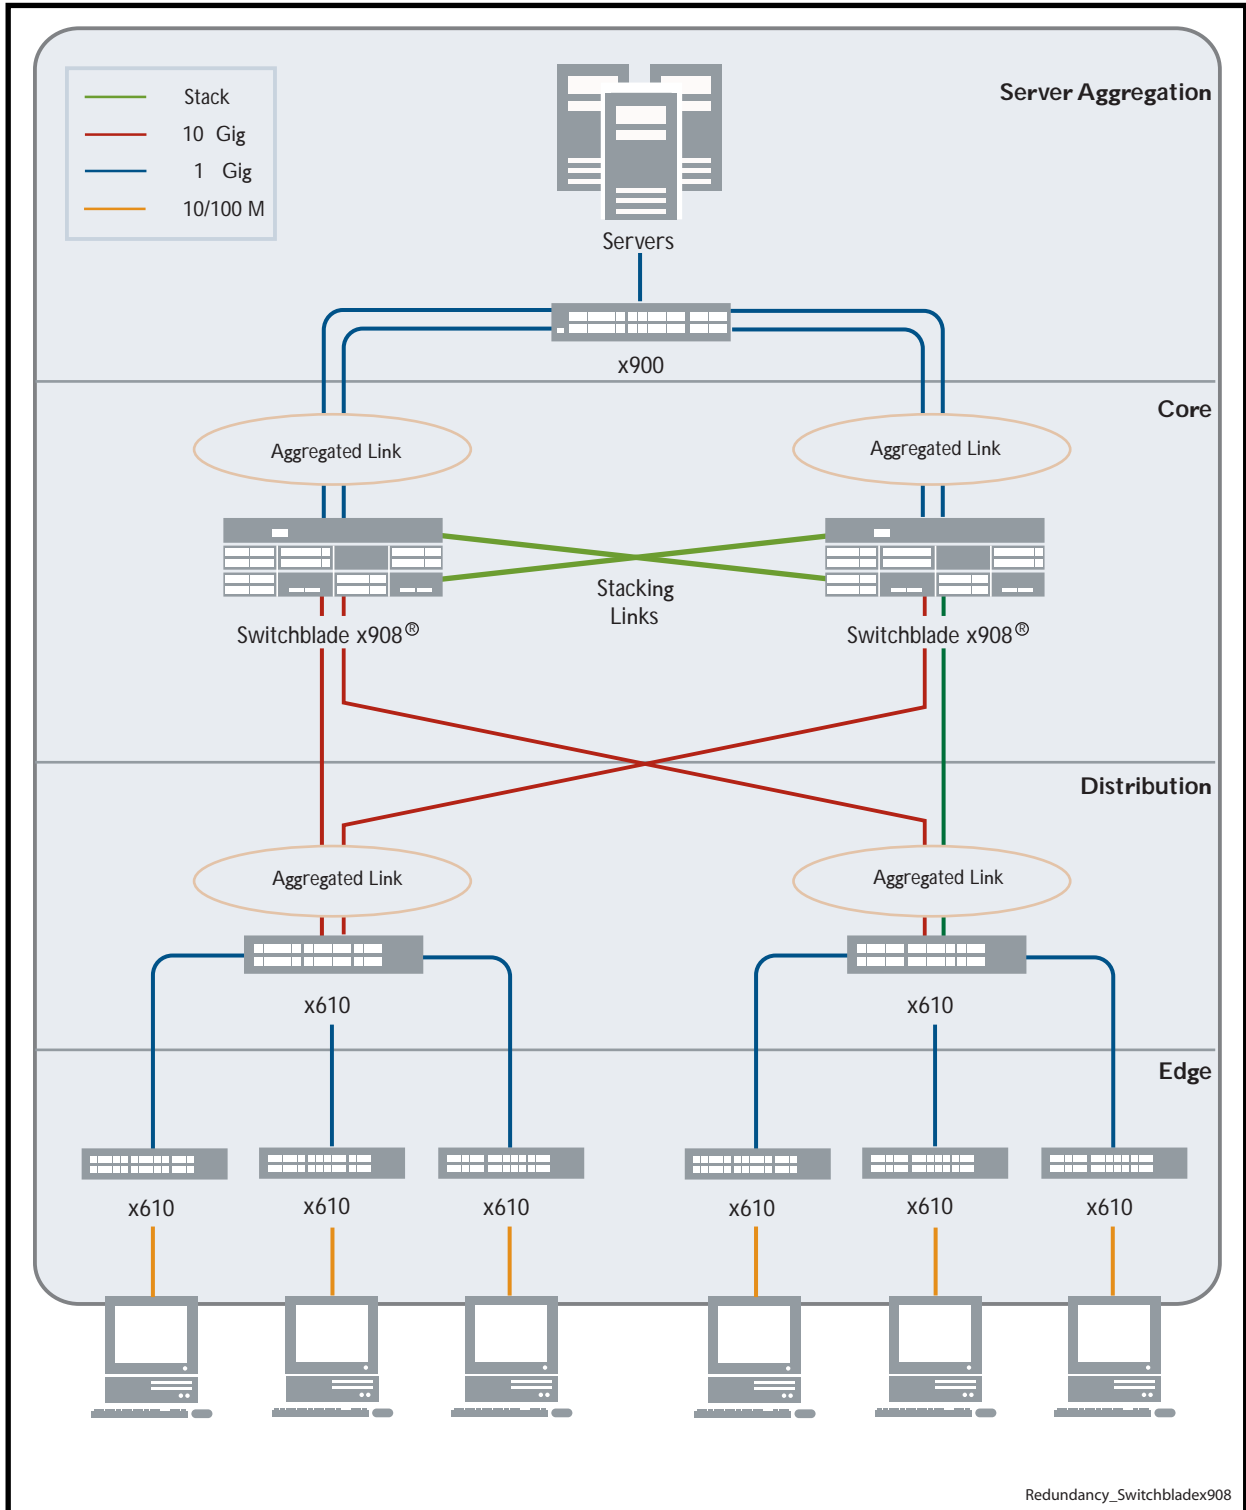 Server Aggregation
Stack
10 Gig
1 Gig
10/100 M
Servers
x900
Core
Aggregated Link
Aggregated Link
Stacking
Links
Switchblade x908®
Switchblade x908®
Distribution
Aggregated Link
Aggregated Link
x610
x610
Edge
x610
x610
x610
x610
x610
x610
Redundancy_Switchbladex908